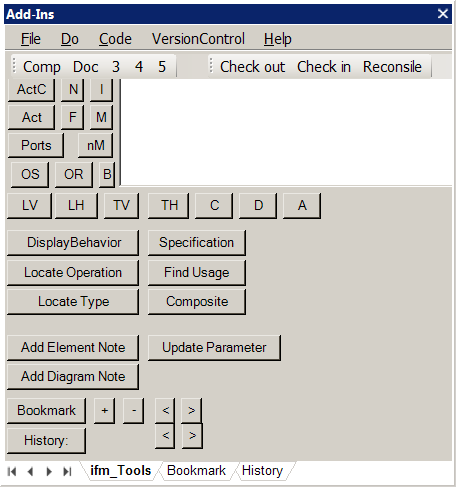 Add-Ins
File Do Code VersionControl Help
Comp Doc 3 4 5 Check out Check in Reconsile
ActC N I
Act F M
Ports nM
OS OR B
LV LH TV TH C D A
DisplayBehavior Specification
Locate Operation Find Usage
Locate Type Composite
Add Element Note Update Parameter
Add Diagram Note
Bookmark + - < >
History: < >
ifm_Tools Bookmark History